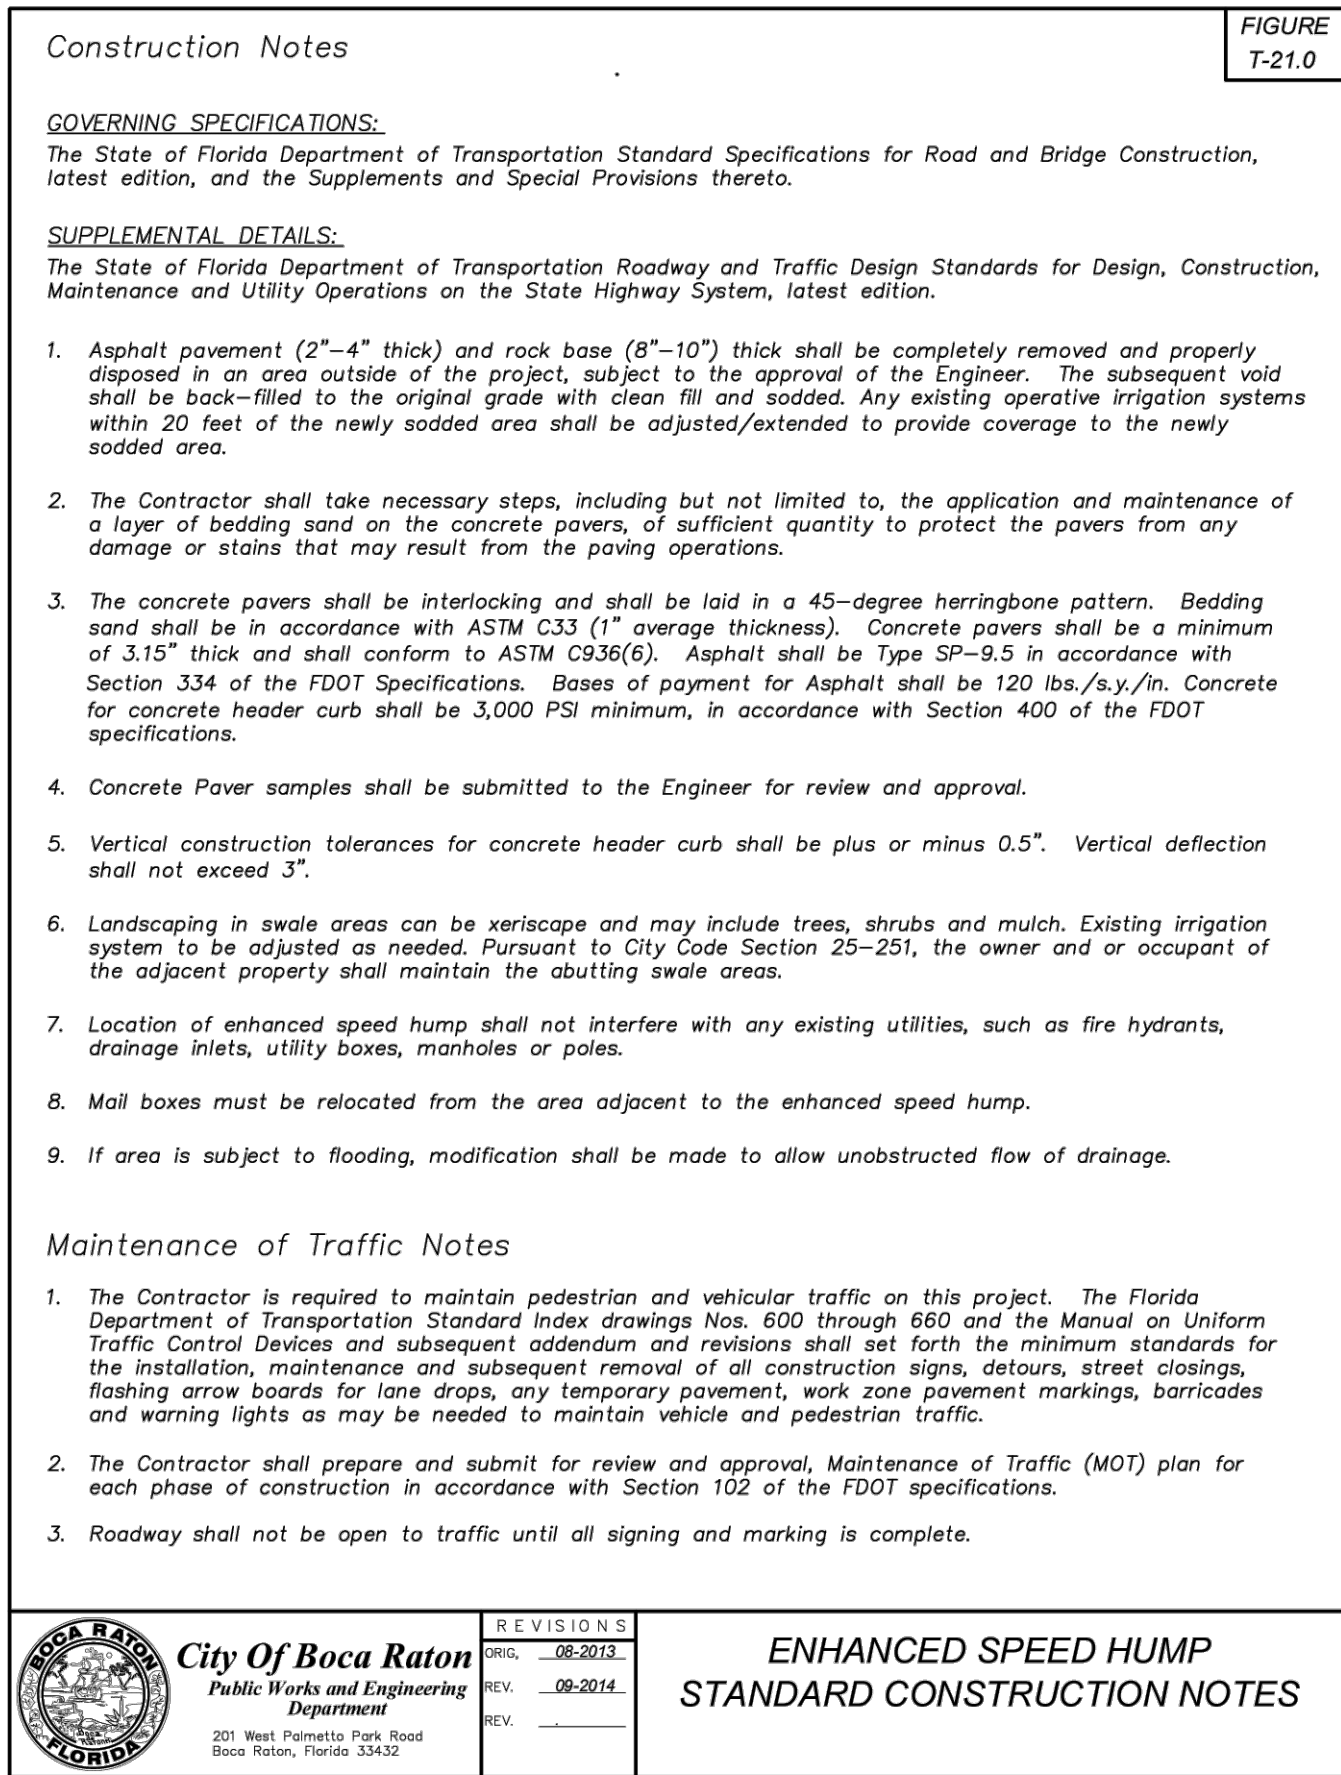 Construction Notes
FIGURE
T-21.0
GOVERNING SPECIFICATIONS:
The State of Florida Department of Transportation Standard Specifications for Road and Bridge Construction,
latest edition, and the Supplements and Special Provisions thereto.
SUPPLEMENTAL DETAILS:
The State of Florida Department of Transportation Roadway and Traffic Design Standards for Design, Construction,
Maintenance and Utility Operations on the State Highway System, latest edition.
1. Asphalt pavement (2"-4" thick) and rock base (8"-10") thick shall be completely removed and properly
disposed in an area outside of the project, subject to the approval of the Engineer. The subsequent void
shall be back-filled to the original grade with clean fill and sodded. Any existing operative irrigation systems
within 20 feet of the newly sodded area shall be adjusted/extended to provide coverage to the newly
sodded area.
2. The Contractor shall take necessary steps, including but not limited to, the application and maintenance of
a layer of bedding sand on the concrete pavers, of sufficient quantity to protect the pavers from any
damage or stains that may result from the paving operations.
3. The concrete pavers shall be interlocking and shall be laid in a 45-degree herringbone pattern. Bedding
sand shall be in accordance with ASTM C33 (1" average thickness). Concrete pavers shall be a minimum
of 3.15" thick and shall conform to ASTM C936(6). Asphalt shall be Type SP-9.5 in accordance with
Section 334 of the FDOT Specifications. Bases of payment for Asphalt shall be 120 lbs./s.y./in. Concrete
for concrete header curb shall be 3,000 PSI minimum, in accordance with Section 400 of the FDOT
specifications.
4. Concrete Paver samples shall be submitted to the Engineer for review and approval.
5. Vertical construction tolerances for concrete header curb shall be plus or minus 0.5". Vertical deflection
shall not exceed 3".
6. Landscaping in swale areas can be xeriscape and may include trees, shrubs and mulch. Existing irrigation
system to be adjusted as needed. Pursuant to City Code Section 25-251, the owner and or occupant of
the adjacent property shall maintain the abutting swale areas.
7. Location of enhanced speed hump shall not interfere with any existing utilities, such as fire hydrants,
drainage inlets, utility boxes, manholes or poles.
8. Mail boxes must be relocated from the area adjacent to the enhanced speed hump.
9. If area is subject to flooding, modification shall be made to allow unobstructed flow of drainage.
Maintenance of Traffic Notes
1. The Contractor is required to maintain pedestrian and vehicular traffic on this project. The Florida
Department of Transportation Standard Index drawings Nos. 600 through 660 and the Manual on Uniform
Traffic Control Devices and subsequent addendum and revisions shall set forth the minimum standards for
the installation, maintenance and subsequent removal of all construction signs, detours, street closings,
flashing arrow boards for lane drops, any temporary pavement, work zone pavement markings, barricades
and warning lights as may be needed to maintain vehicle and pedestrian traffic.
2. The Contractor shall prepare and submit for review and approval, Maintenance of Traffic (MOT) plan for
each phase of construction in accordance with Section 102 of the FDOT specifications.
3. Roadway shall not be open to traffic until all signing and marking is complete.
BOCA RATON
FLORIDA
City Of Boca Raton
Public Works and Engineering
Department
201 West Palmetto Park Road
Boca Raton, Florida 33432
REVISIONS
ORIG, 08-2013
REV. 09-2014
REV. .
ENHANCED SPEED HUMP
STANDARD CONSTRUCTION NOTES